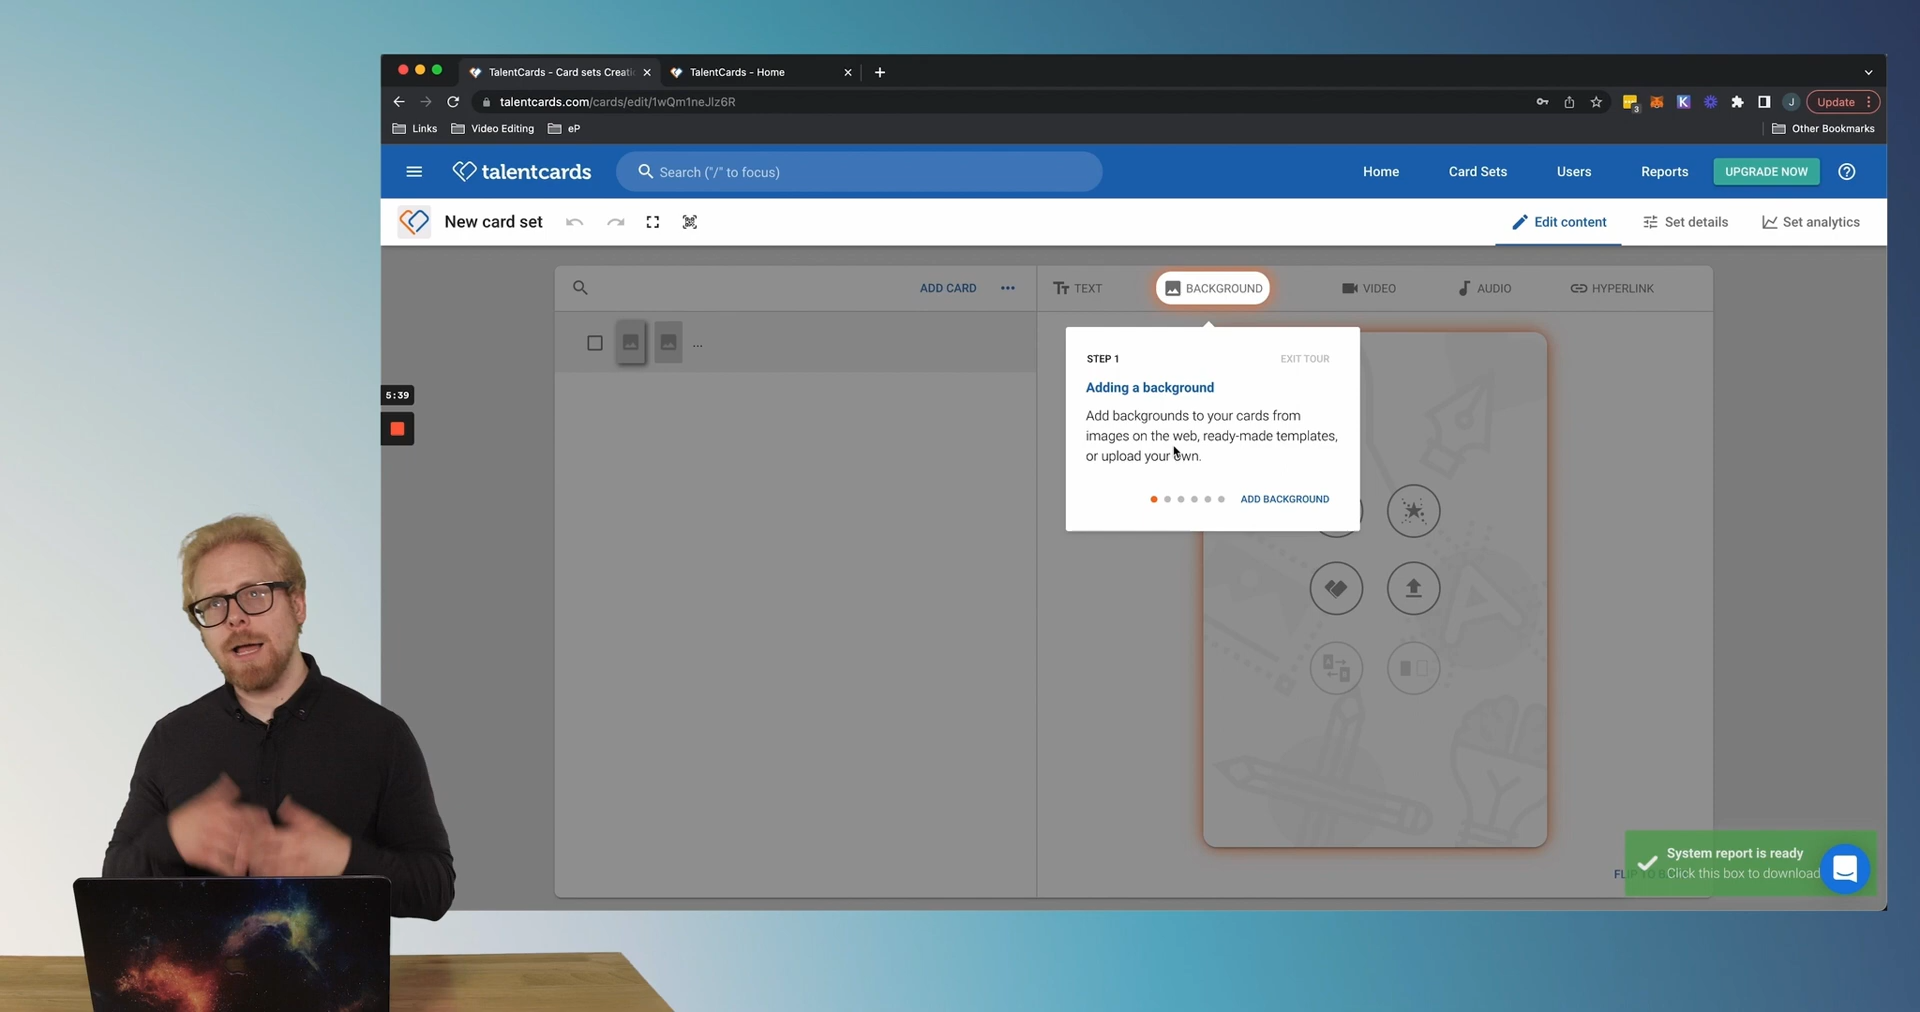 TalentCards - Card sets Creati
TalentCards - Home
talentcards.com/cards/edit/1wQm1neJlz6R
3
K
J
Update
Links
Video Editing
eP
Other Bookmarks
talentcards
Search ("/" to focus)
Home
Card Sets
Users
Reports
UPGRADE NOW
New card set
Edit content
Set details
Set analytics
ADD CARD
TEXT
BACKGROUND
VIDEO
AUDIO
HYPERLINK
...
5:39
STEP 1
EXIT TOUR
Adding a background
Add backgrounds to your cards from
images on the web, ready-made templates,
or upload your own.
ADD BACKGROUND
System report is ready
Click this box to download